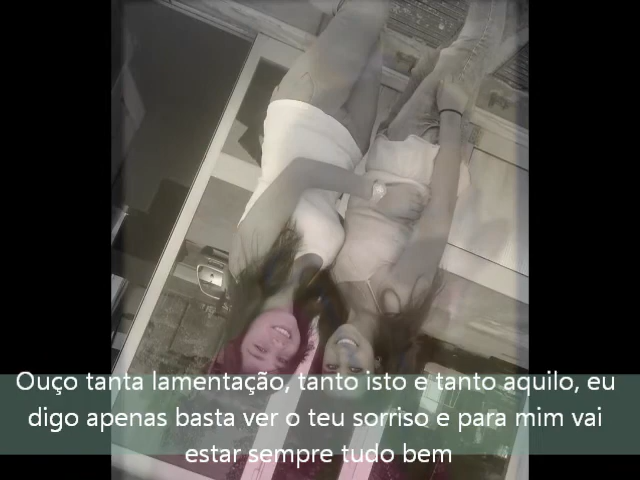 Ouço tanta lamentação, tanto isto e tanto aquilo, eu
digo apenas basta ver o teu sorriso e para mim vai
estar sempre tudo bem